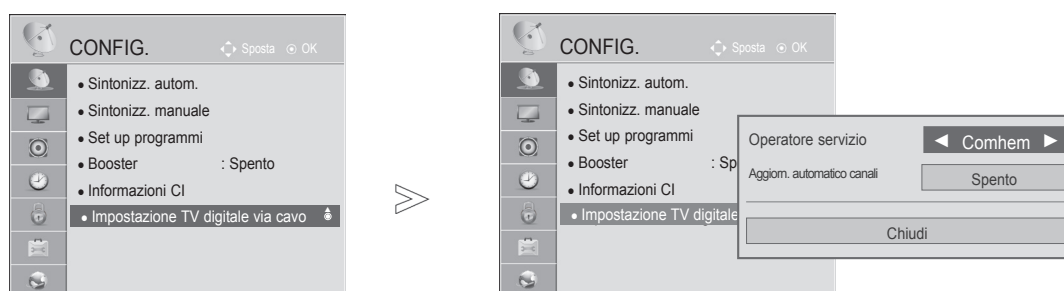 CONFIG.
Sposta
OK
• Sintonizz. autom.
• Sintonizz. manuale
• Set up programmi
• Booster : Spento
• Informazioni CI
• Impostazione TV digitale via cavo
CONFIG.
Sposta
OK
• Sintonizz. autom.
• Sintonizz. manuale
• Set up programmi
• Booster : Sp
• Informazioni CI
• Impostazione TV digitale
Operatore servizio ◄ Comhem ►
Aggiorn. automatico canali Spento
Chiudi